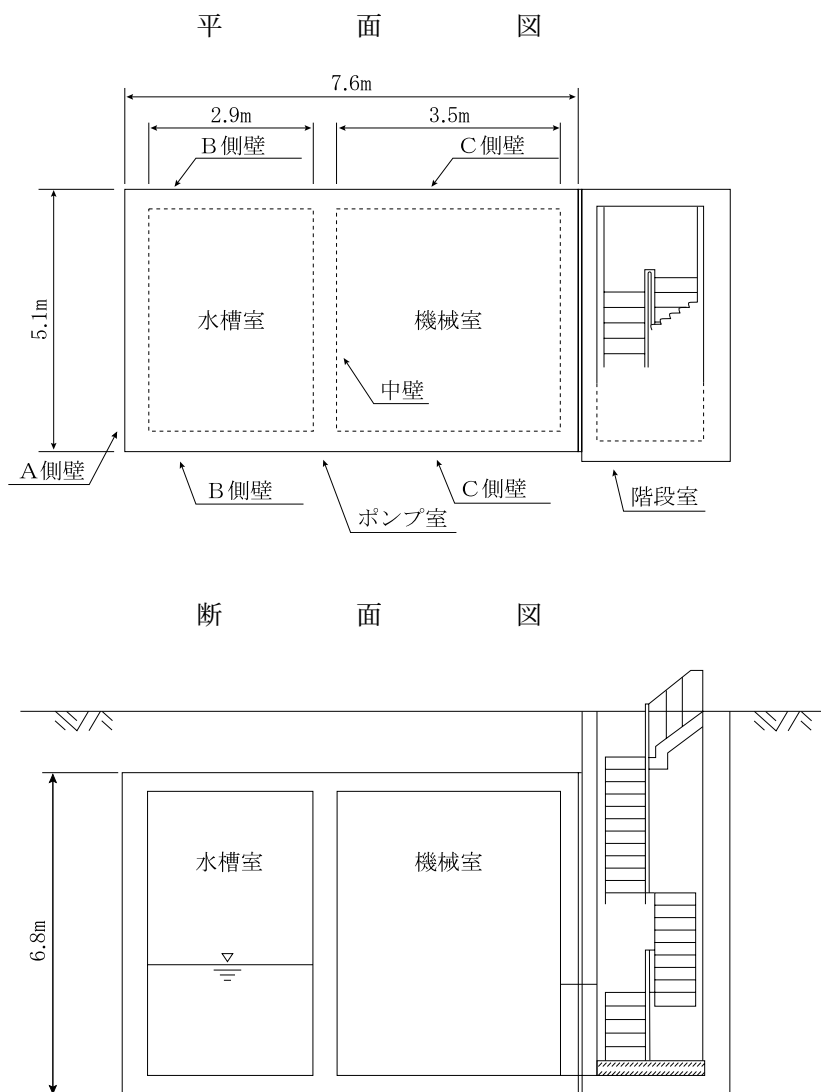 平面図
7.6m
2.9m 3.5m
B側壁 C側壁
5.1m
水槽室 機械室
中壁
A側壁
B側壁 C側壁 階段室
ポンプ室
断面図
水槽室 機械室
6.8m